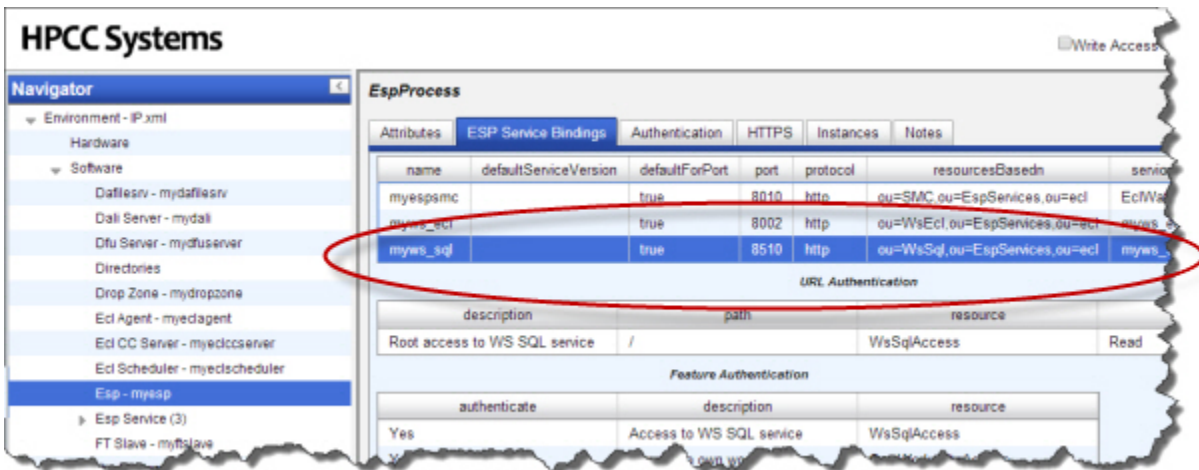 HPCC Systems
Write Access
Navigator
Environment - IP.xml
Hardware
Software
Dafilesrv - mydafilesrv
Dali Server - mydali
Dfu Server - mydfuserver
Directories
Drop Zone - mydropzone
Ecl Agent - myeclagent
Ecl CC Server - myeclccserver
Ecl Scheduler - myeclscheduler
Esp - myesp
Esp Service (3)
FT Slave - myftslave
EspProcess
Attributes ESP Service Bindings Authentication HTTPS Instances Notes
name defaultServiceVersion defaultForPort port protocol resourcesBasedn
myespsmc true 8010 http ou=SMC,ou=EspServices,ou=ecl
myws_ecl true 8002 http ou=WsEcl,ou=EspServices,ou=ecl
myws_sql true 8510 http ou=WsSql,ou=EspServices,ou=ecl
URL Authentication
description path resource
Root access to WS SQL service / WsSqlAccess Read
Feature Authentication
authenticate description resource
Yes Access to WS SQL service WsSqlAccess